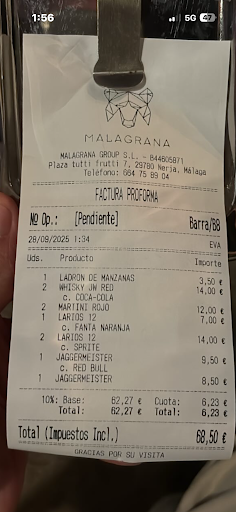 1:56 5G 47
MALAGRANA
MALAGRANA GROUP S.L. - B44605871
Plaza tutti frutti 7, 29780 Nerja, Málaga
Teléfono: 664 75 89 04
FACTURA PROFORMA
Nº Op.: [Pendiente] Barra/68
28/09/2025 1:34 EVA
Uds. Producto Importe
1 LADRON DE MANZANAS 3,50 €
2 WHISKY JW RED 14,00 €
c. COCA-COLA
2 MARTINI ROJO 12,00 €
1 LARIOS 12 7,00 €
c. FANTA NARANJA
2 LARIOS 12 14,00 €
c. SPRITE
1 JAGGERMEISTER 9,50 €
c. RED BULL
1 JAGGERMEISTER 8,50 €
10%: Base: 62,27 € Cuota: 6,23 €
Total: 62,27 € Total: 6,23 €
Total (Impuestos Incl.) 68,50 €
GRACIAS POR SU VISITA